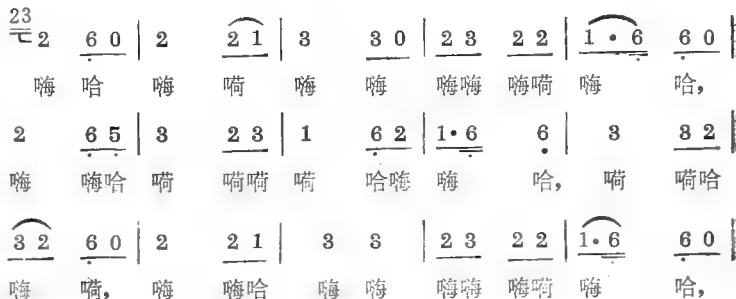 23
2 6 0 | 2 2 1 | 3 3 0 | 2 3 2 2 | 1 • 6 6 0
嗨 哈 嗨 嗬 嗨 嗨 嗨嗨 嗨嗬 嗨 哈,
2 6 5 | 3 2 3 | 1 6 2 | 1• 6 6 | 3 3 2
嗨 嗨哈 嗬 嗬嗬 嗬 哈嗨 嗨 哈, 嗬 嗬哈
3 2 6 0 | 2 2 1 | 3 3 | 2 3 2 2 | 1• 6 6 0
嗨 嗬, 嗨 嗨哈 嗨 嗨 嗨嗨 嗨嗬 嗨 哈,